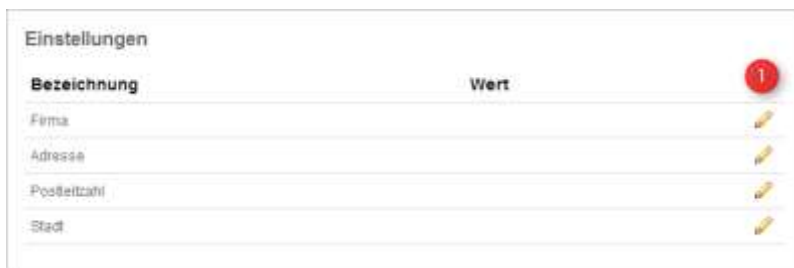 Einstellungen
Bezeichnung Wert 1
Firma
Adresse
Postleitzahl
Stadt